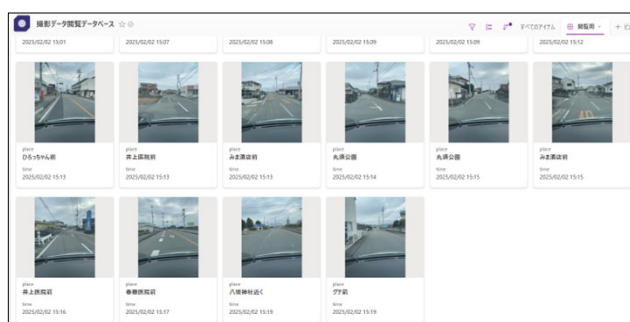 撮影データ閲覧データベース
すべてのアイテム
閲覧用
2025/02/02 15:01
2025/02/02 15:07
2025/02/02 15:08
2025/02/02 15:09
2025/02/02 15:09
2025/02/02 15:12
place
place
place
place
place
place
ひろっちゃん前
井上医院前
みま酒店前
丸須公園
丸須公園
みま酒店前
time
time
time
time
time
time
2025/02/02 15:13
2025/02/02 15:13
2025/02/02 15:13
2025/02/02 15:14
2025/02/02 15:15
2025/02/02 15:15
place
place
place
place
井上医院前
春藤医院前
八坂神社近く
グテ前
time
time
time
time
2025/02/02 15:16
2025/02/02 15:17
2025/02/02 15:19
2025/02/02 15:19